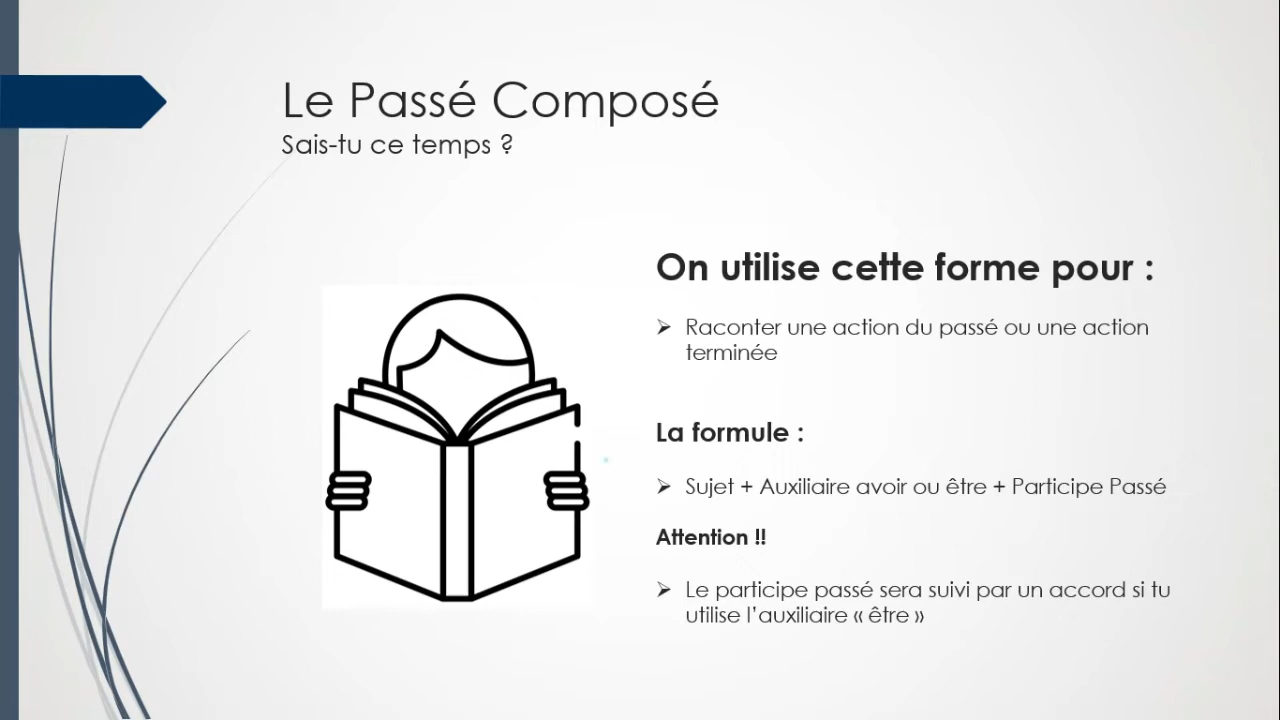 Le Passé Composé
Sais-tu ce temps ?
On utilise cette forme pour :
Raconter une action du passé ou une action
terminée
La formule :
Sujet + Auxiliaire avoir ou être + Participe Passé
Attention !!
Le participe passé sera suivi par un accord si tu
utilise l’auxiliaire « être »